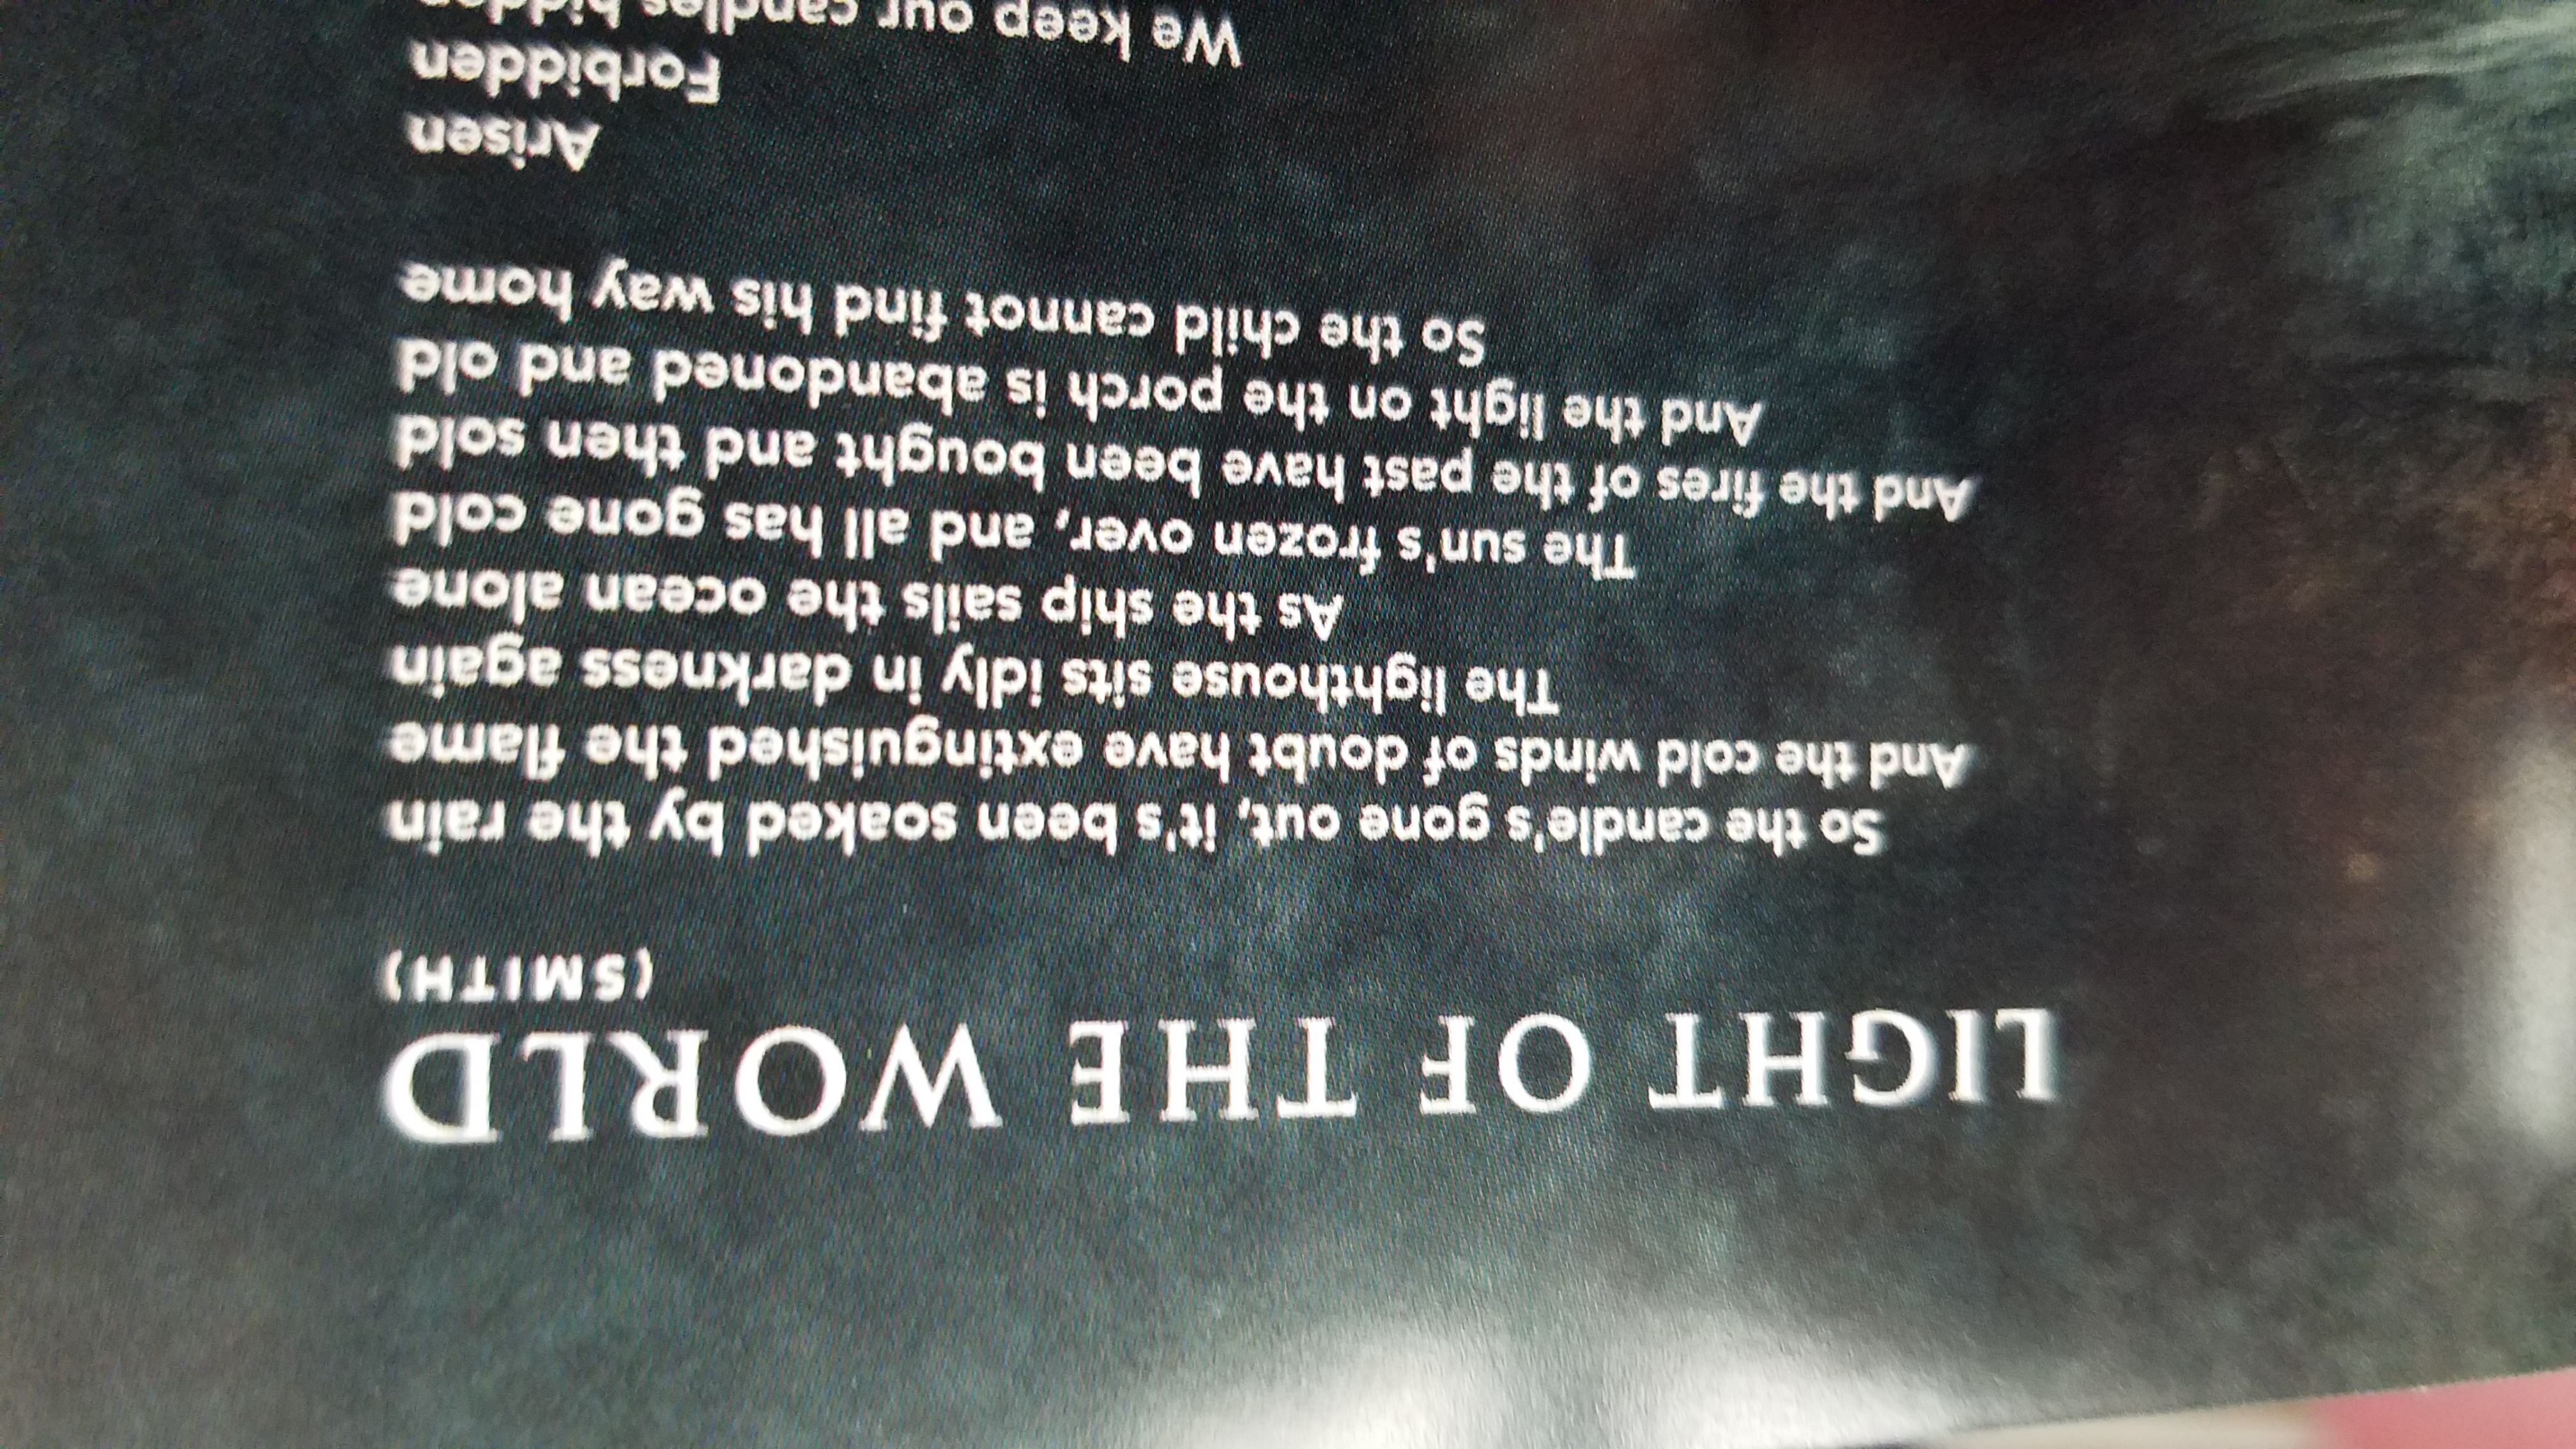 LIGHT OF THE WORLD
(SMITH)
So the candle's gone out, it's been soaked by the rain
And the cold winds of doubt have extinguished the flame
The lighthouse sits idly in darkness again
As the ship sails the ocean alone
The sun's frozen over, and all has gone cold
And the fires of the past have been bought and then sold
And the light on the porch is abandoned and old
So the child cannot find his way home
Arisen
Forbidden
We keep our candles hidden